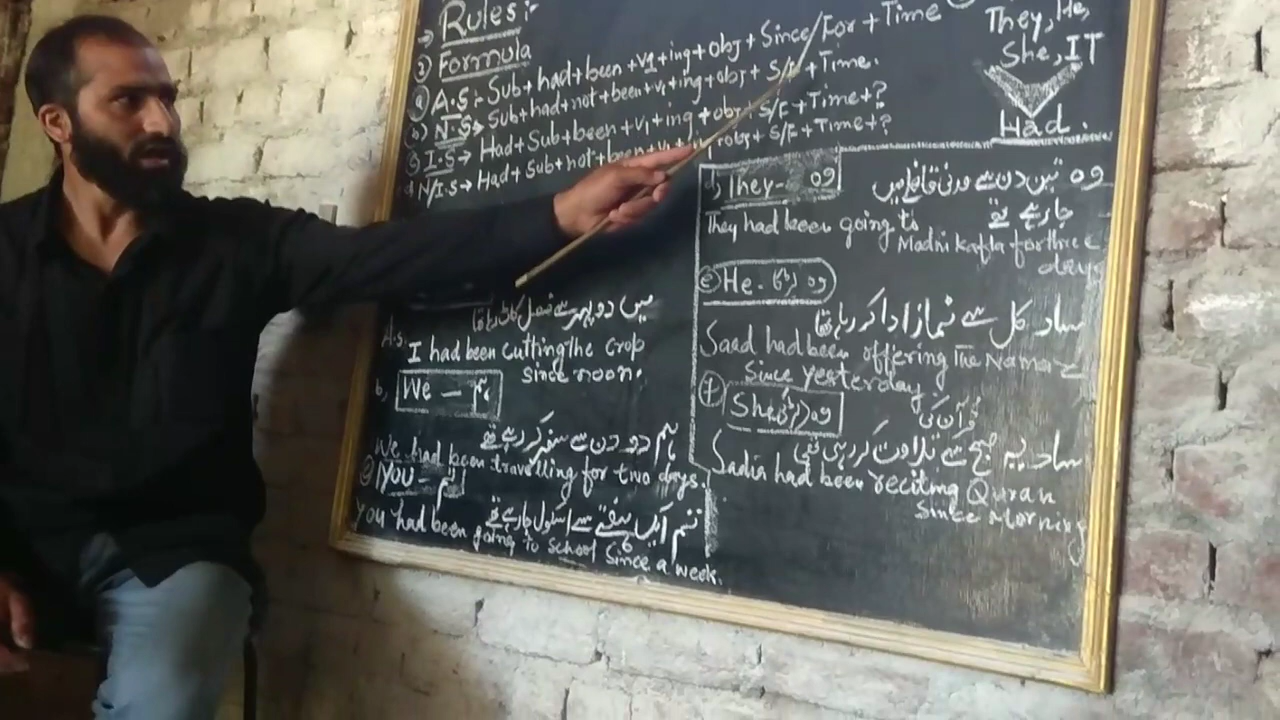 → Rules:-
① Formula
ⓐ A.S:- Sub+had+been+V1+ing+obj+Since/For+Time
(b) N.S→ Sub+had+not+been+v1+ing+obj+S/F+Time.
I.S→ Had+Sub+been+v1+ing+obj S/F+Time+?
d N/I.S→ Had+Sub+not+been+v1+ obj+S/F+Time+?
They, He,
She, IT
Had.
میں دوپہر سے فصل کاٹ رہا تھا
A.S. I had been cutting the crop
since noon.
b, We — ہم
ہم دو دن سے سفر کر رہے تھے
We had been travelling for two days.
YOU — تم
تم ایک ہفتے سے اسکول جا رہے تھے
You had been going to school since a week.
d, They- وہ
وہ تین دن سے مدنی قافلے میں
جا رہے تھے
They had been going to
Madni Kafla for three
days
ⓔ He - وہ لڑکا
ساد کل سے نماز ادا کر رہا تھا
Saad had been offering The Namaz
Since yesterday
ⓕ She وہ لڑکی
قرآن کی
سادیہ صبح سے تلاوت کر رہی تھی
Sadia had been reciting Quran
Since Morning